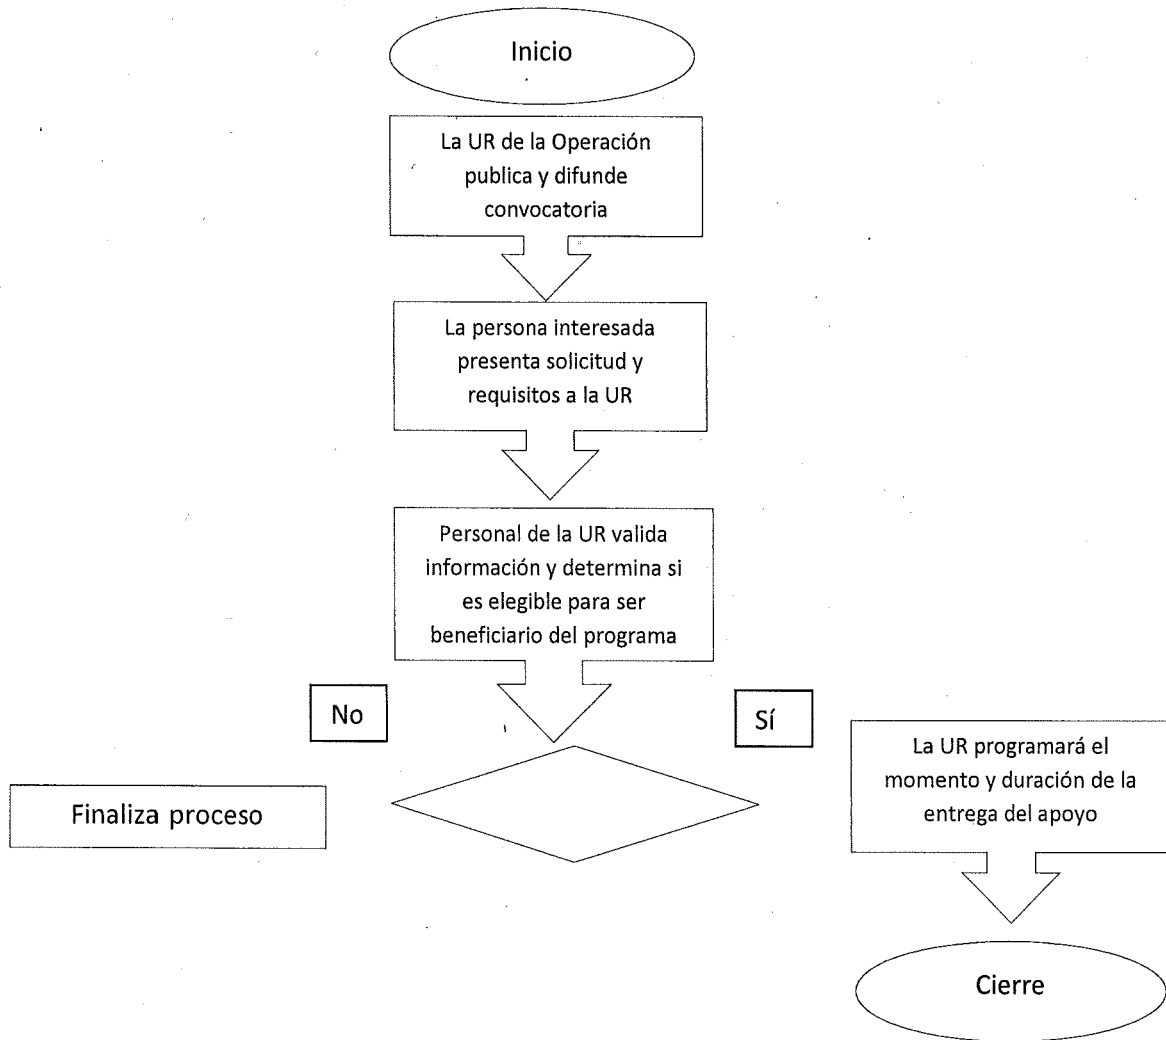 Inicio
La UR de la Operación
publica y difunde
convocatoria
La persona interesada
presenta solicitud y
requisitos a la UR
Personal de la UR valida
información y determina si
es elegible para ser
beneficiario del programa
No
Sí
Finaliza proceso
La UR programará el
momento y duración de la
entrega del apoyo
Cierre